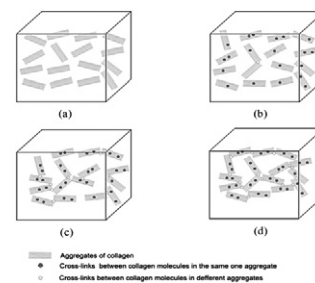 (a)
(b)
(c)
(d)
Aggregates of collagen
Cross-links between collagen molecules in the same one aggregate
Cross-links between collagen molecules in defferent aggregates